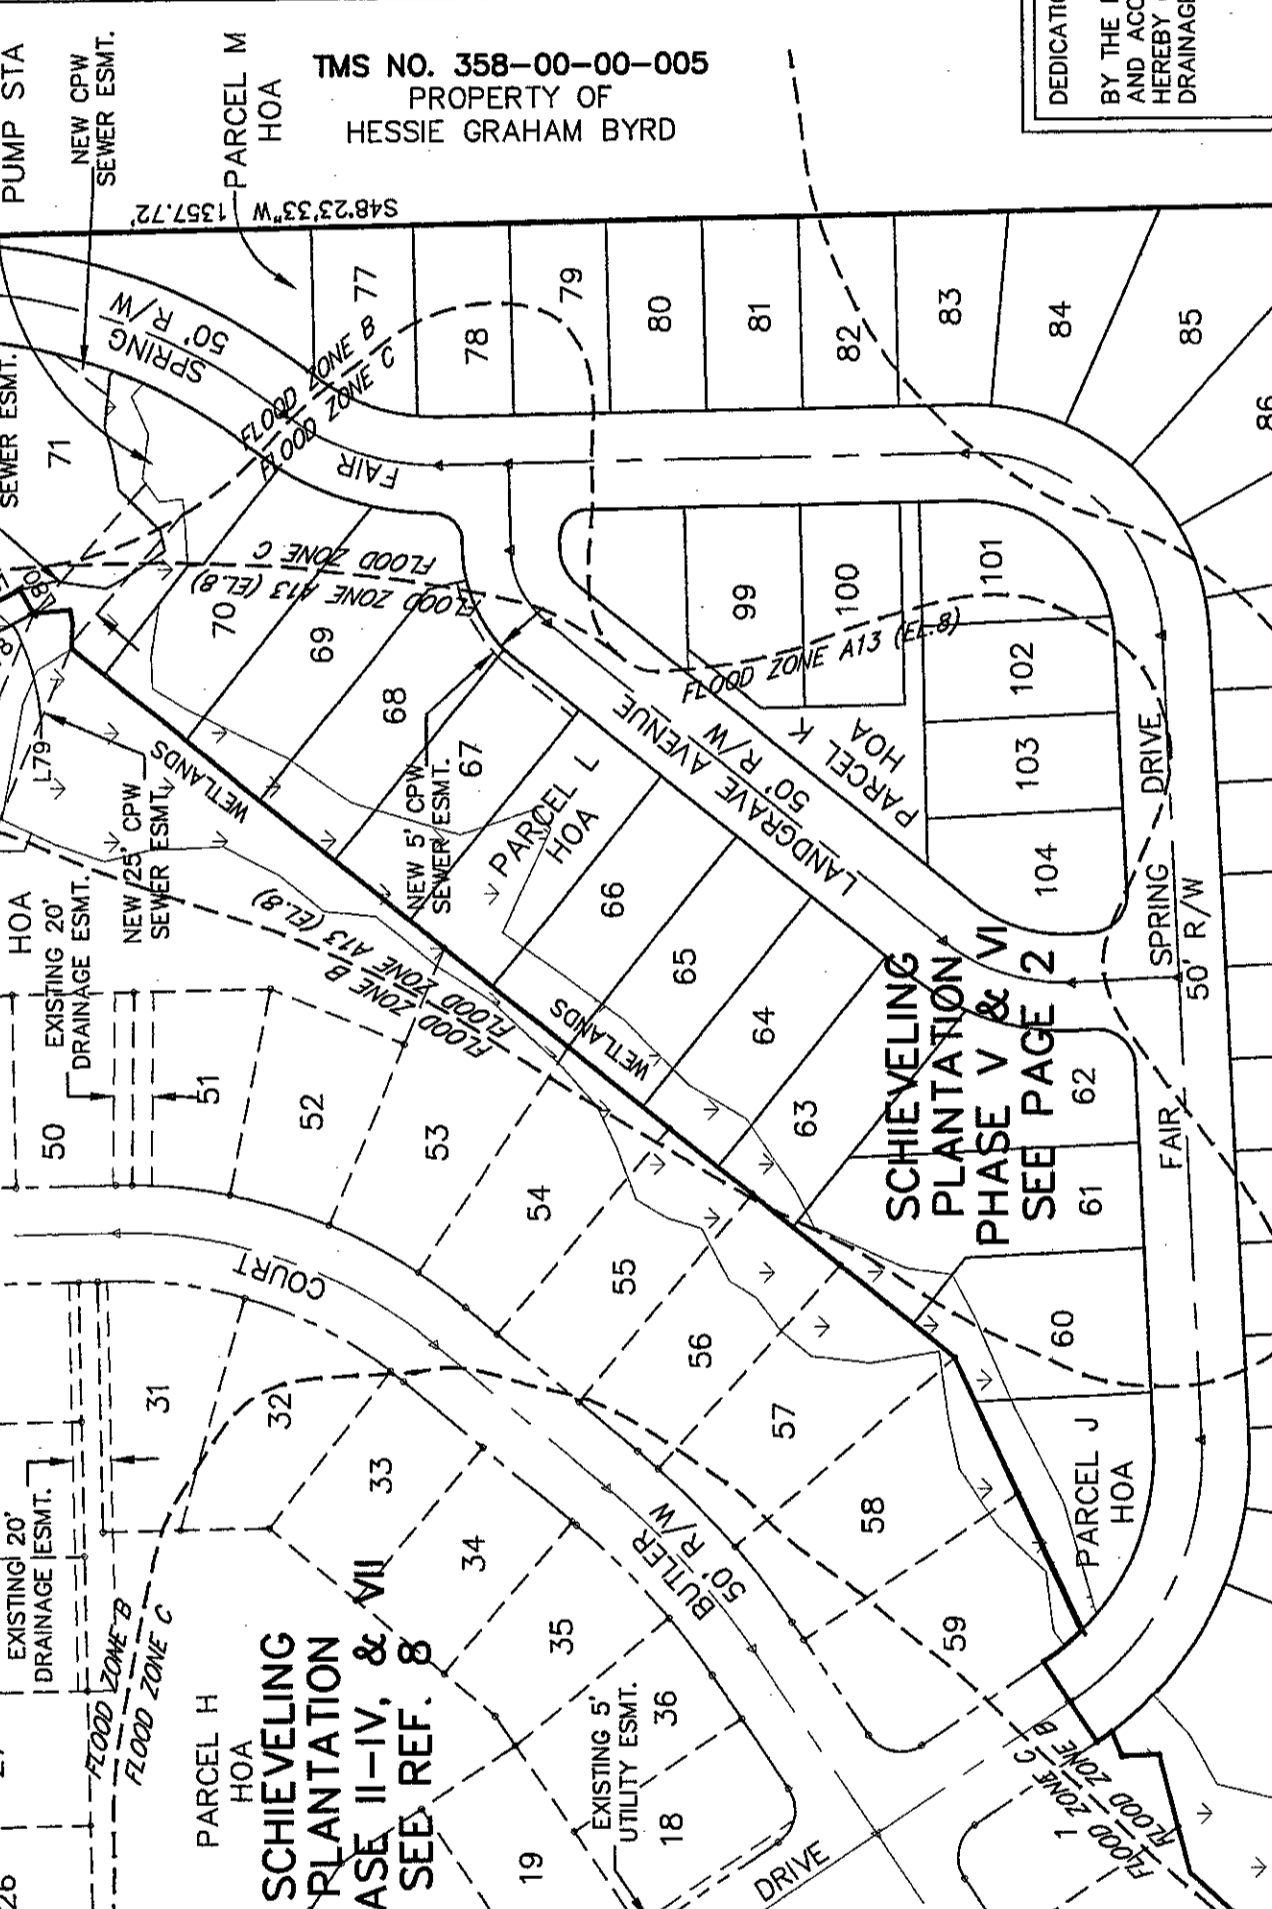 PUMP STA
NEW CPW
SEWER ESMT.
PARCEL M
HOA
TMS NO. 358-00-00-005
PROPERTY OF
HESSIE GRAHAM BYRD
DEDICATIO
BY THE
AND ACC
HEREBY
DRAINAGE
S48°23'33"W 1357.72'
SPRING
50' R/W
FAIR
SEWER ESMT.
71
77
78
79
80
81
82
83
84
85
86
FLOOD ZONE B
FLOOD ZONE C
FLOOD ZONE C
FLOOD ZONE A13 (EL.8)
70
69
68
67
L80
L79
WETLANDS
NEW 5' CPW
SEWER ESMT.
PARCEL L
HOA
LANDGRAVE AVENUE
50' R/W
PARCEL K
HOA
99
100
101
102
103
104
FLOOD ZONE A13 (EL.8)
SPRING DRIVE
FAIR
50' R/W
HOA
EXISTING 20'
DRAINAGE ESMT.
NEW 25' CPW
SEWER ESMT.
FLOOD ZONE B
FLOOD ZONE A13 (EL.8)
WETLANDS
66
65
64
63
62
61
60
SCHIEVELING
PLANTATION
PHASE V & VI
SEE PAGE 2
50
51
52
53
54
55
56
57
58
59
PARCEL J
HOA
COURT
BUTLER
50' R/W
31
32
33
34
35
36
EXISTING 20'
DRAINAGE ESMT.
FLOOD ZONE B
FLOOD ZONE C
PARCEL H
HOA
SCHIEVELING
PLANTATION
ASE II-IV, & VII
SEE REF. 8
EXISTING 5'
UTILITY ESMT.
18
19
26
DRIVE
1
FLOOD ZONE C
FLOOD ZONE B